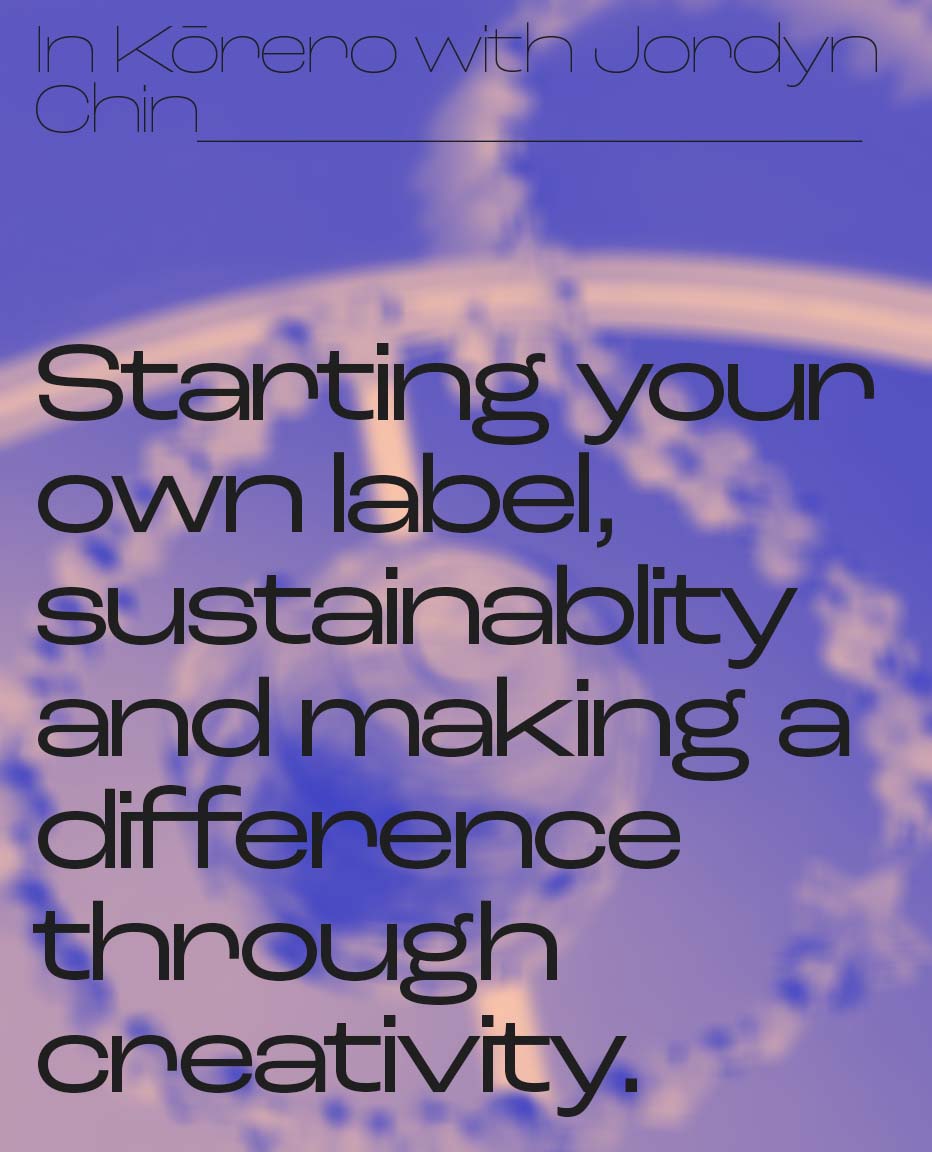 In Kōrero with Jordyn
Chin
Starting your
own label,
sustainablity
and making a
difference
through
creativity.